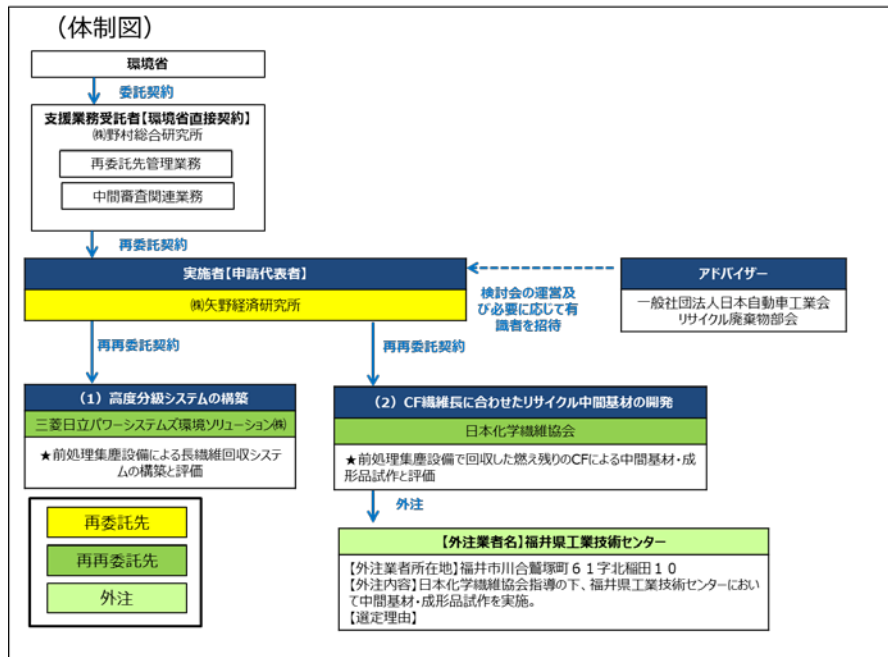 （体制図）
環境省
委託契約
支援業務受託者【環境省直接契約】
㈱野村総合研究所
再委託先管理業務
中間審査関連業務
再委託契約
実施者【申請代表者】
㈱矢野経済研究所
検討会の運営及
び必要に応じて有
識者を招待
アドバイザー
一般社団法人日本自動車工業会
リサイクル廃棄物部会
再再委託契約
再再委託契約
（1）高度分級システムの構築
三菱日立パワーシステムズ環境ソリューション㈱
★前処理集塵設備による長繊維回収システ
ムの構築と評価
（2）CF繊維長に合わせたリサイクル中間基材の開発
日本化学繊維協会
★前処理集塵設備で回収した燃え残りのCFによる中間基材・成
形品試作と評価
外注
【外注業者名】福井県工業技術センター
【外注業者所在地】福井市川合鷲塚町６１字北稲田１０
【外注内容】日本化学繊維協会指導の下、福井県工業技術センターにおい
て中間基材・成形品試作を実施。
【選定理由】
再委託先
再再委託先
外注